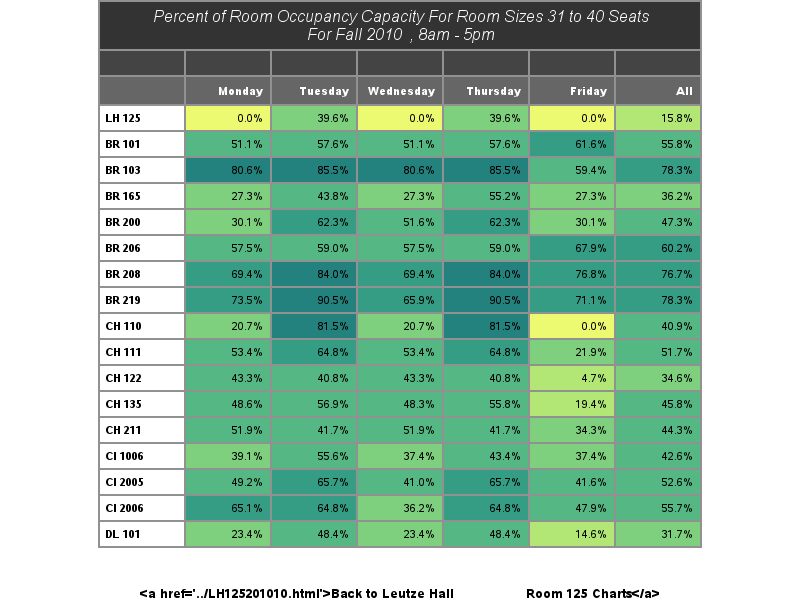 Percent of Room Occupancy Capacity For Room Sizes 31 to 40 Seats
For Fall 2010 , 8am - 5pm
Monday Tuesday Wednesday Thursday Friday All
LH 125 0.0% 39.6% 0.0% 39.6% 0.0% 15.8%
BR 101 51.1% 57.6% 51.1% 57.6% 61.6% 55.8%
BR 103 80.6% 85.5% 80.6% 85.5% 59.4% 78.3%
BR 165 27.3% 43.8% 27.3% 55.2% 27.3% 36.2%
BR 200 30.1% 62.3% 51.6% 62.3% 30.1% 47.3%
BR 206 57.5% 59.0% 57.5% 59.0% 67.9% 60.2%
BR 208 69.4% 84.0% 69.4% 84.0% 76.8% 76.7%
BR 219 73.5% 90.5% 65.9% 90.5% 71.1% 78.3%
CH 110 20.7% 81.5% 20.7% 81.5% 0.0% 40.9%
CH 111 53.4% 64.8% 53.4% 64.8% 21.9% 51.7%
CH 122 43.3% 40.8% 43.3% 40.8% 4.7% 34.6%
CH 135 48.6% 56.9% 48.3% 55.8% 19.4% 45.8%
CH 211 51.9% 41.7% 51.9% 41.7% 34.3% 44.3%
CI 1006 39.1% 55.6% 37.4% 43.4% 37.4% 42.6%
CI 2005 49.2% 65.7% 41.0% 65.7% 41.6% 52.6%
CI 2006 65.1% 64.8% 36.2% 64.8% 47.9% 55.7%
DL 101 23.4% 48.4% 23.4% 48.4% 14.6% 31.7%
<a href='../LH125201010.html'>Back to Leutze Hall Room 125 Charts</a>